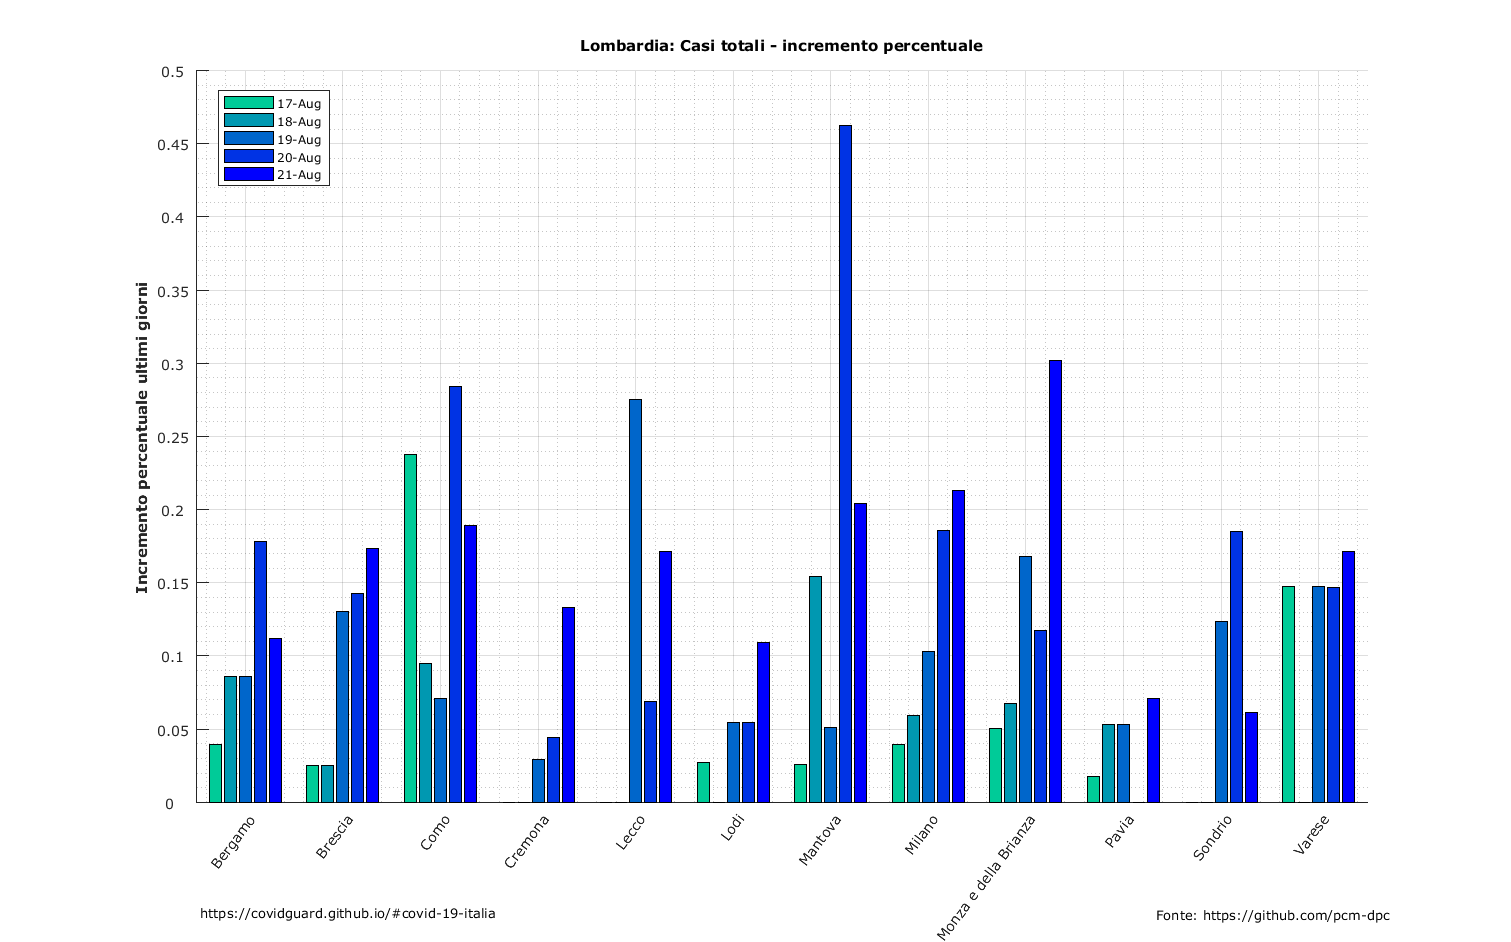 Lombardia: Casi totali - incremento percentuale
0.5
0.45
0.4
0.35
0.3
0.25
0.2
0.15
0.1
0.05
0
Incremento percentuale ultimi giorni
17-Aug
18-Aug
19-Aug
20-Aug
21-Aug
Bergamo
Brescia
Como
Cremona
Lecco
Lodi
Mantova
Milano
Monza e della Brianza
Pavia
Sondrio
Varese
https://covidguard.github.io/#covid-19-italia
Fonte: https://github.com/pcm-dpc